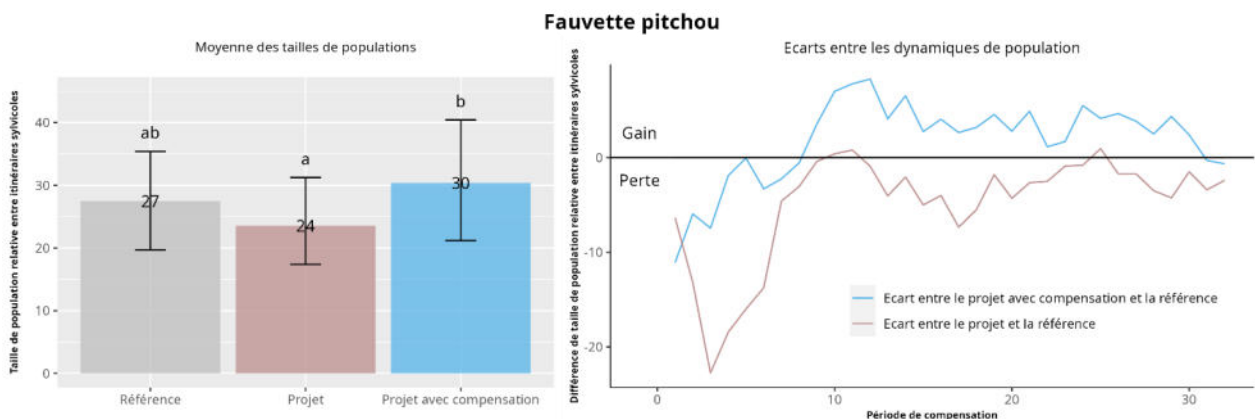 Fauvette pitchou
Moyenne des tailles de populations
Taille de population relative entre itinéraires sylvicoles
40
30
20
10
0
ab
a
b
27
24
30
Référence
Projet
Projet avec compensation
Ecarts entre les dynamiques de population
Différence de taille de population relative entre itinéraires sylvicoles
0
-10
-20
Gain
Perte
Ecart entre le projet avec compensation et la référence
Ecart entre le projet et la référence
0
10
20
30
Période de compensation